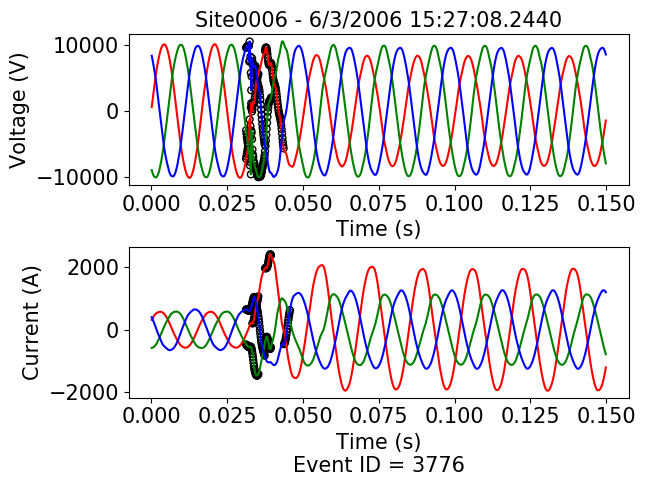 Site0006 - 6/3/2006 15:27:08.2440
Voltage (V)
10000
0
−10000
0.000 0.025 0.050 0.075 0.100 0.125 0.150
Time (s)
Current (A)
2000
0
−2000
0.000 0.025 0.050 0.075 0.100 0.125 0.150
Time (s)
Event ID = 3776